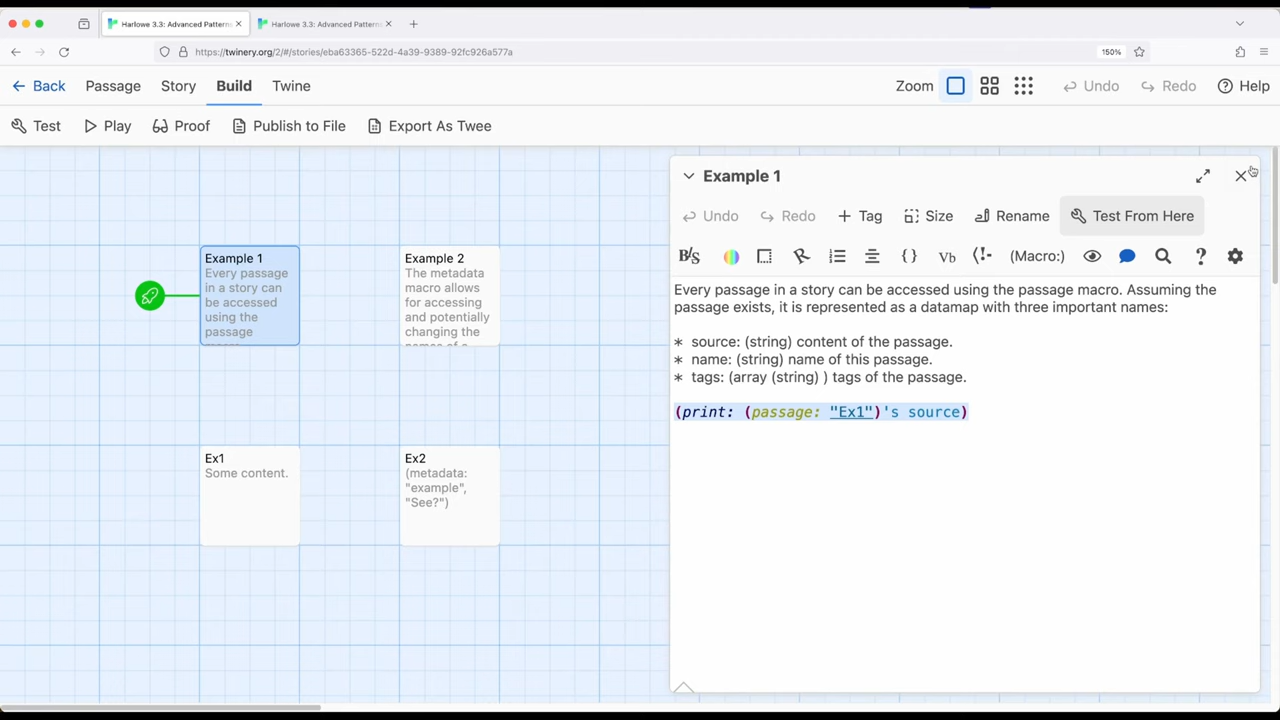 Harlowe 3.3: Advanced Pattern
Harlowe 3.3: Advanced Pattern
https://twinery.org/2/#/stories/eba63365-522d-4a39-9389-92fc926a577a
150%
Back Passage Story Build Twine
Zoom Undo Redo Help
Test Play Proof Publish to File Export As Twee
Example 1
Every passage
in a story can
be accessed
using the
passage
Example 2
The metadata
macro allows
for accessing
and potentially
changing the
names of a
Ex1
Some content.
Ex2
(metadata:
"example",
"See?")
Example 1
Undo Redo + Tag Size Rename Test From Here
(Macro:)
Every passage in a story can be accessed using the passage macro. Assuming the
passage exists, it is represented as a datamap with three important names:
* source: (string) content of the passage.
* name: (string) name of this passage.
* tags: (array (string) ) tags of the passage.
(print: (passage: "Ex1")'s source)